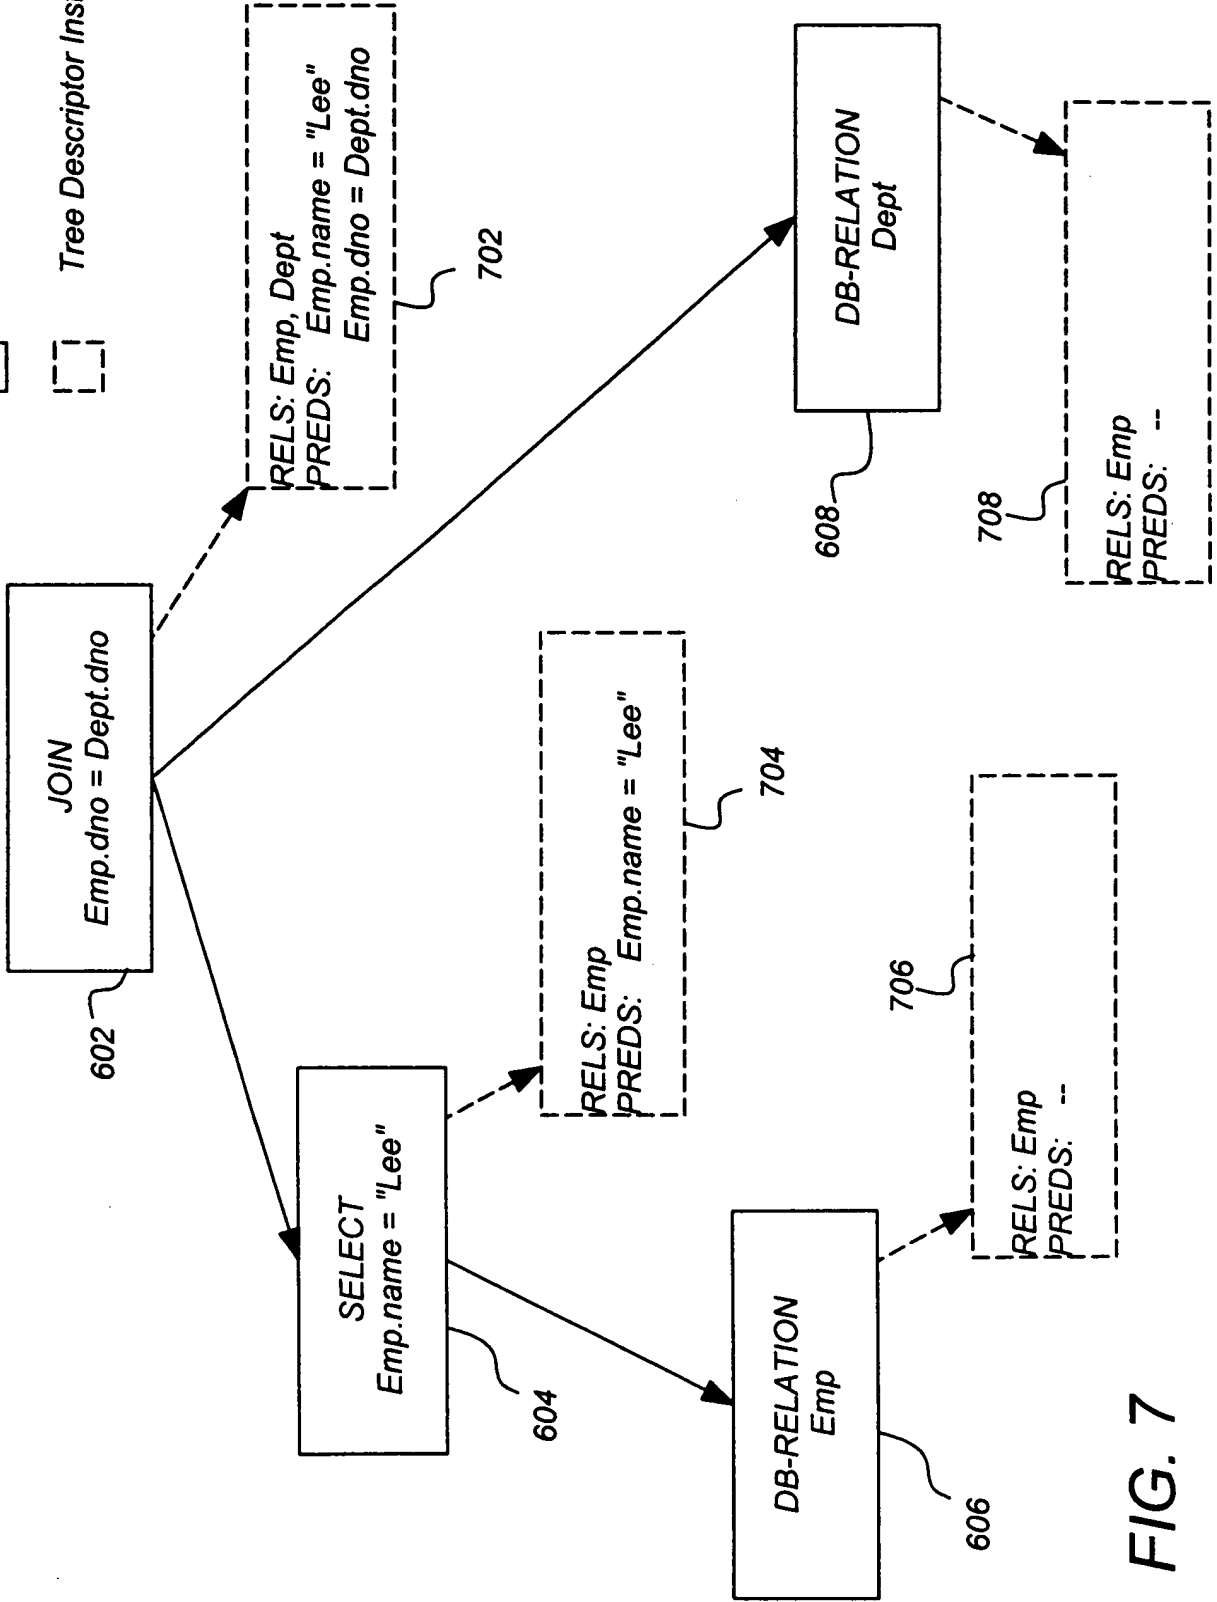 Tree Descriptor
JOIN
Emp.dno = Dept.dno
602
RELS: Emp, Dept
PREDS: Emp.name = "Lee"
Emp.dno = Dept.dno
702
SELECT
Emp.name = "Lee"
604
RELS: Emp
PREDS: Emp.name = "Lee"
704
DB-RELATION
Emp
606
706
RELS: Emp
PREDS: --
DB-RELATION
Dept
608
708
RELS: Emp
PREDS: --
FIG. 7